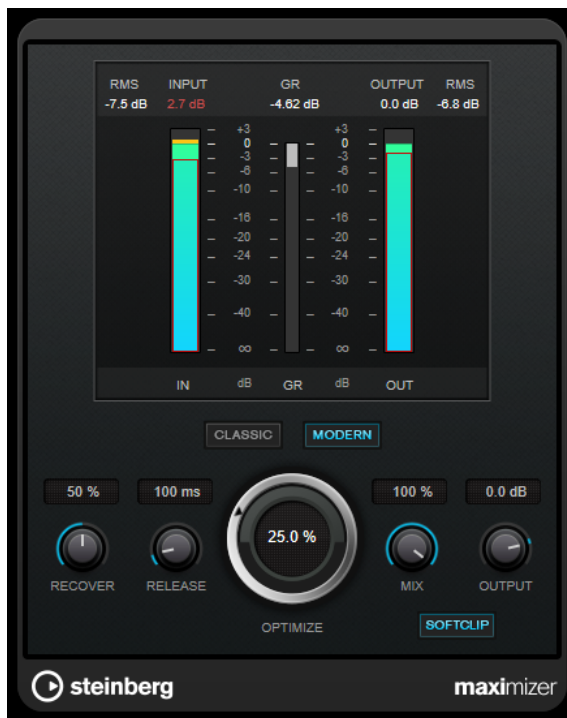 RMS INPUT GR OUTPUT RMS
-7.5 dB 2.7 dB -4.62 dB 0.0 dB -6.8 dB
+3 +3
0 0
-3 -3
-6 -6
-10 -10
-16 -16
-20 -20
-24 -24
-30 -30
-40 -40
∞ ∞
IN dB GR dB OUT
CLASSIC MODERN
50 % 100 ms 25.0 % 100 % 0.0 dB
RECOVER RELEASE MIX OUTPUT
OPTIMIZE SOFTCLIP
steinberg maximizer